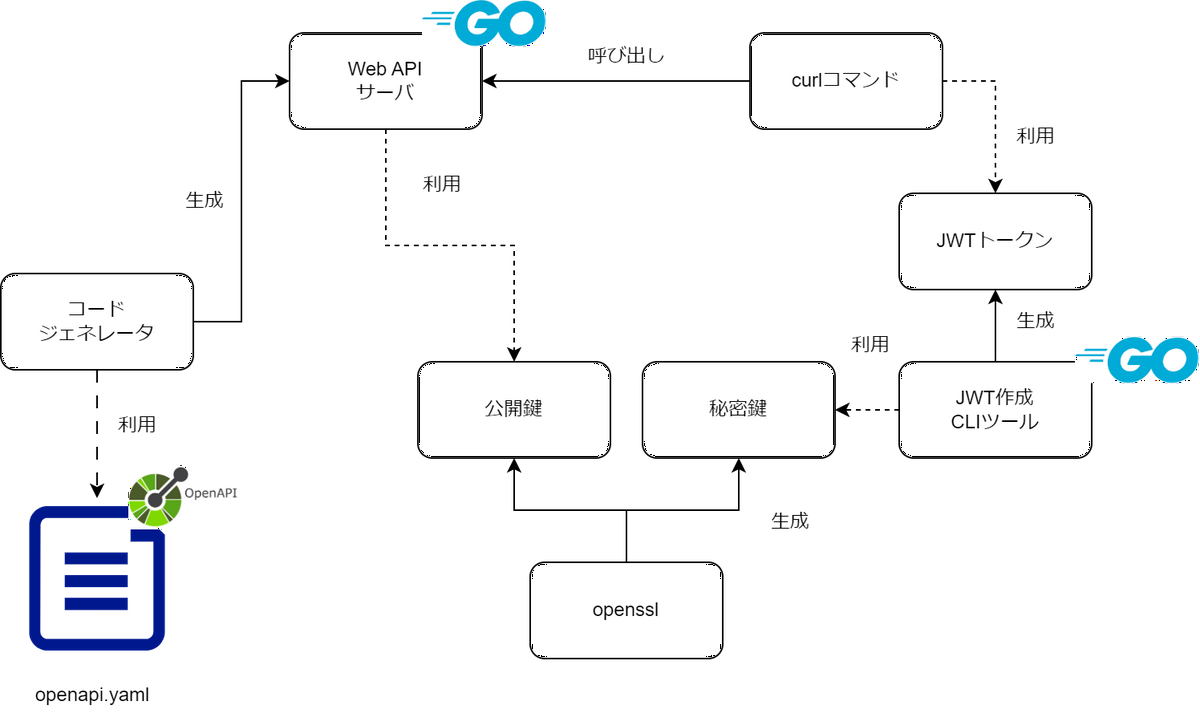 GO
Web API
サーバ
呼び出し
curlコマンド
利用
利用
生成
JWTトークン
コード
ジェネレータ
生成
利用
GO
公開鍵
秘密鍵
JWT作成
CLIツール
利用
OpenAPI
生成
openssl
openapi.yaml